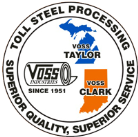 TOLL STEEL PROCESSING
VOSS
TAYLOR
VOSS
INDUSTRIES
SINCE 1951
VOSS
CLARK
SUPERIOR QUALITY, SUPERIOR SERVICE